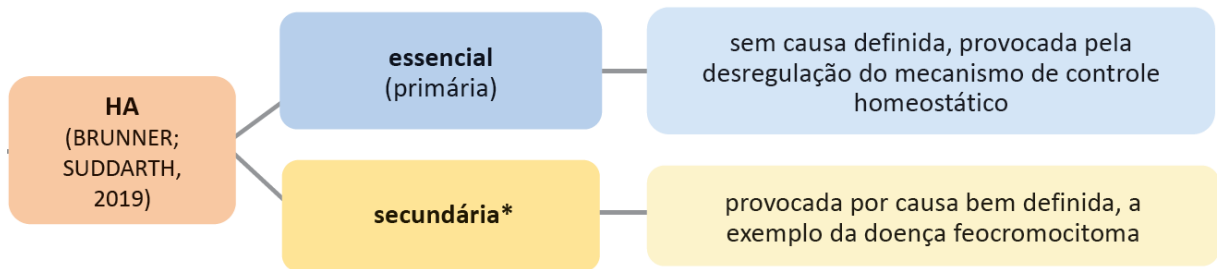 HA
(BRUNNER;
SUDDARTH,
2019)
essencial
(primária)
sem causa definida, provocada pela
desregulação do mecanismo de controle
homeostático
secundária*
provocada por causa bem definida, a
exemplo da doença feocromocitoma